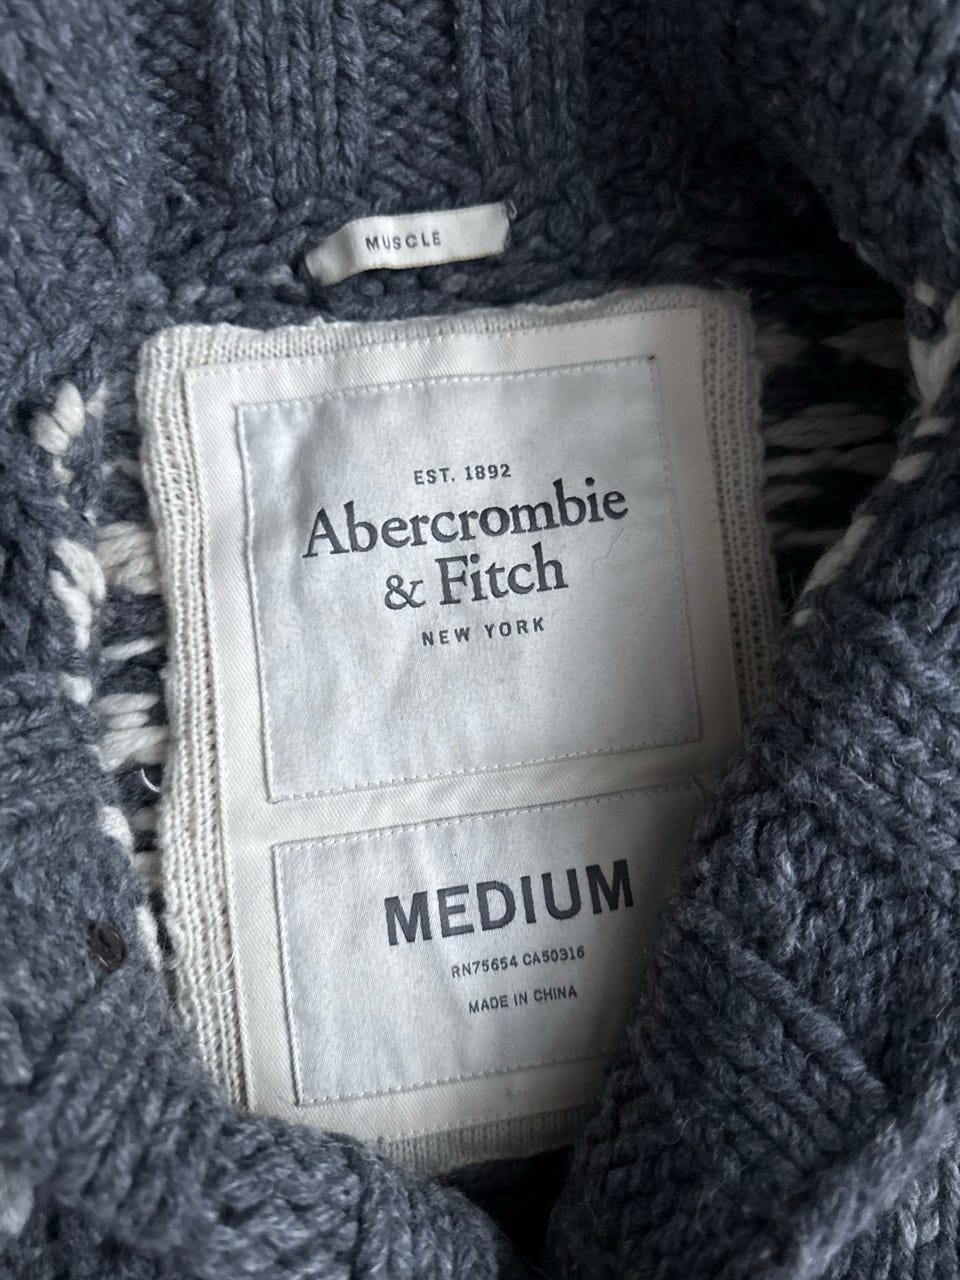 MUSCLE
EST. 1892
Abercrombie
& Fitch
NEW YORK
MEDIUM
RN75654 CA50316
MADE IN CHINA